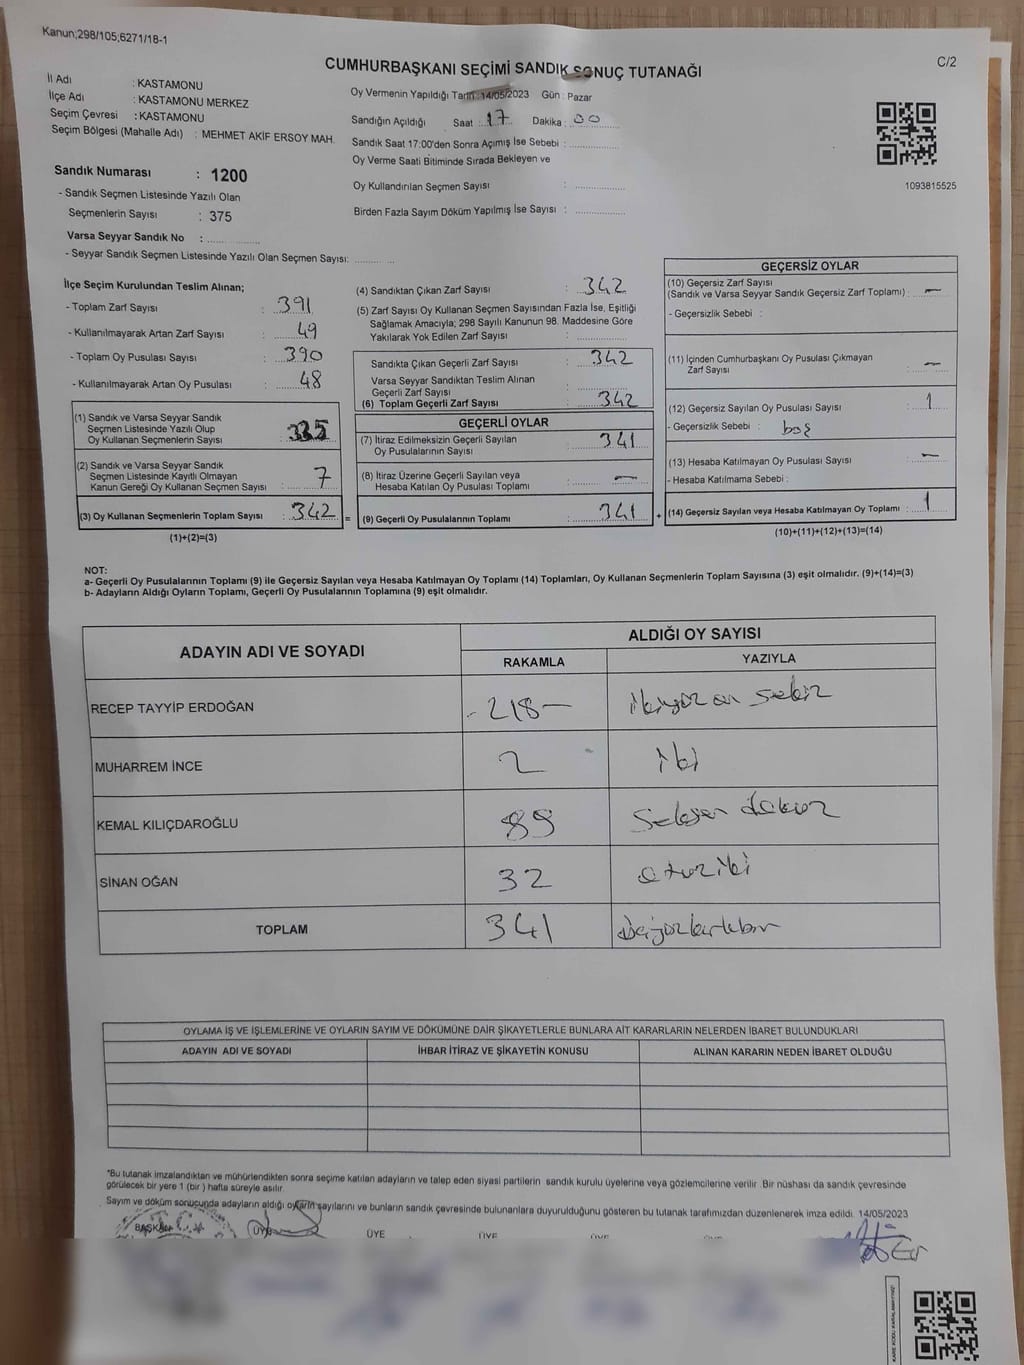 Kanun;298/105;6271/18-1
C/2
CUMHURBAŞKANI SEÇİMİ SANDIK SONUÇ TUTANAĞI
İl Adı : KASTAMONU
İlçe Adı : KASTAMONU MERKEZ
Seçim Çevresi : KASTAMONU
Seçim Bölgesi (Mahalle Adı) : MEHMET AKİF ERSOY MAH.
Sandık Numarası : 1200
- Sandık Seçmen Listesinde Yazılı Olan
Seçmenlerin Sayısı : 375
Varsa Seyyar Sandık No :
- Seyyar Sandık Seçmen Listesinde Yazılı Olan Seçmen Sayısı:
Oy Vermenin Yapıldığı Tarih : 14/05/2023 Gün : Pazar
Sandığın Açıldığı Saat : 17 Dakika : 00
Sandık Saat 17:00'den Sonra Açımış İse Sebebi :
Oy Verme Saati Bitiminde Sırada Bekleyen ve
Oy Kullandırılan Seçmen Sayısı :
Birden Fazla Sayım Döküm Yapılmış İse Sayısı :
1093815525
İlçe Seçim Kurulundan Teslim Alınan;
- Toplam Zarf Sayısı : 391
- Kullanılmayarak Artan Zarf Sayısı : 49
- Toplam Oy Pusulası Sayısı : 390
- Kullanılmayarak Artan Oy Pusulası : 48
(1) Sandık ve Varsa Seyyar Sandık
Seçmen Listesinde Yazılı Olup
Oy Kullanan Seçmenlerin Sayısı : 335
(2) Sandık ve Varsa Seyyar Sandık
Seçmen Listesinde Kayıtlı Olmayan
Kanun Gereği Oy Kullanan Seçmen Sayısı : 7
(3) Oy Kullanan Seçmenlerin Toplam Sayısı : 342
(1)+(2)=(3)
(4) Sandıktan Çıkan Zarf Sayısı : 342
(5) Zarf Sayısı Oy Kullanan Seçmen Sayısından Fazla İse, Eşitliği
Sağlamak Amacıyla; 298 Sayılı Kanunun 98. Maddesine Göre
Yakılarak Yok Edilen Zarf Sayısı :
Sandıkta Çıkan Geçerli Zarf Sayısı : 342
Varsa Seyyar Sandıktan Teslim Alınan
Geçerli Zarf Sayısı :
(6) Toplam Geçerli Zarf Sayısı : 342
GEÇERLİ OYLAR
(7) İtiraz Edilmeksizin Geçerli Sayılan
Oy Pusulalarının Sayısı : 341
(8) İtiraz Üzerine Geçerli Sayılan veya
Hesaba Katılan Oy Pusulası Toplamı : —
= (9) Geçerli Oy Pusulalarının Toplamı : 341
GEÇERSİZ OYLAR
(10) Geçersiz Zarf Sayısı
(Sandık ve Varsa Seyyar Sandık Geçersiz Zarf Toplamı) : —
- Geçersizlik Sebebi :
(11) İçinden Cumhurbaşkanı Oy Pusulası Çıkmayan
Zarf Sayısı : —
(12) Geçersiz Sayılan Oy Pusulası Sayısı : 1
- Geçersizlik Sebebi : boş
(13) Hesaba Katılmayan Oy Pusulası Sayısı : —
- Hesaba Katılmama Sebebi :
+ (14) Geçersiz Sayılan veya Hesaba Katılmayan Oy Toplamı : 1
(10)+(11)+(12)+(13)=(14)
NOT:
a- Geçerli Oy Pusulalarının Toplamı (9) ile Geçersiz Sayılan veya Hesaba Katılmayan Oy Toplamı (14) Toplamları, Oy Kullanan Seçmenlerin Toplam Sayısına (3) eşit olmalıdır. (9)+(14)=(3)
b- Adayların Aldığı Oyların Toplamı, Geçerli Oy Pusulalarının Toplamına (9) eşit olmalıdır.
ADAYIN ADI VE SOYADI ALDIĞI OY SAYISI
RAKAMLA YAZIYLA
RECEP TAYYİP ERDOĞAN -218- ikiyüz on sekiz
MUHARREM İNCE 2 iki
KEMAL KILIÇDAROĞLU 89 Seksen dokuz
SİNAN OĞAN 32 otuz iki
TOPLAM 341 Üçyüzkırkbir
OYLAMA İŞ VE İŞLEMLERİNE VE OYLARIN SAYIM VE DÖKÜMÜNE DAİR ŞİKAYETLERLE BUNLARA AİT KARARLARIN NELERDEN İBARET BULUNDUKLARI
ADAYIN ADI VE SOYADI İHBAR İTİRAZ VE ŞİKAYETİN KONUSU ALINAN KARARIN NEDEN İBARET OLDUĞU
*Bu tutanak imzalandıktan ve mühürlendikten sonra seçime katılan adayların ve talep eden siyasi partilerin sandık kurulu üyelerine veya gözlemcilerine verilir. Bir nüshası da sandık çevresinde
görülecek bir yere 1 (bir ) hafta süreyle asılır.
Sayım ve döküm sonucunda adayların aldığı oyların sayılarını ve bunların sandık çevresinde bulunanlara duyurulduğunu gösteren bu tutanak tarafımızdan düzenlenerek imza edildi. 14/05/2023
BAŞKAN ÜYE ÜYE ÜYE